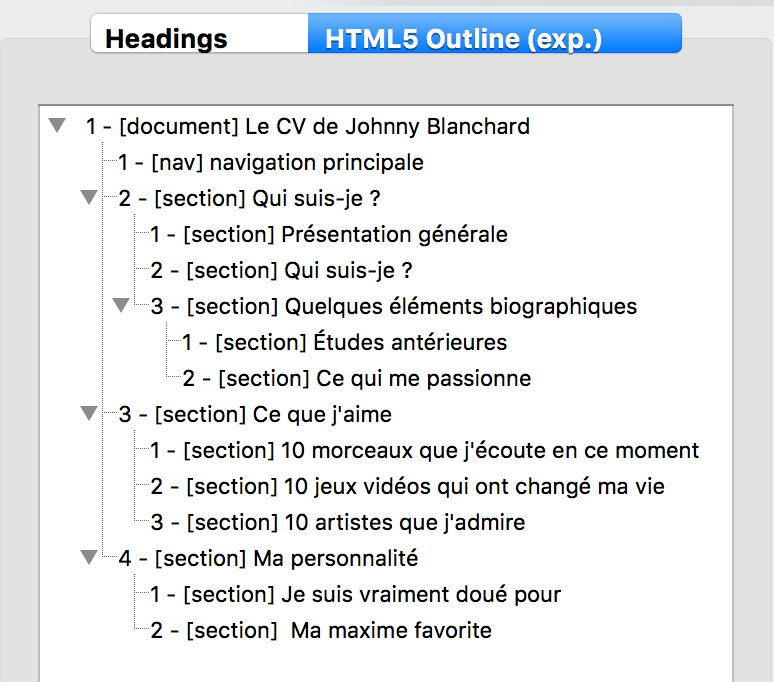 Headings HTML5 Outline (exp.)
1 - [document] Le CV de Johnny Blanchard
1 - [nav] navigation principale
2 - [section] Qui suis-je ?
1 - [section] Présentation générale
2 - [section] Qui suis-je ?
3 - [section] Quelques éléments biographiques
1 - [section] Études antérieures
2 - [section] Ce qui me passionne
3 - [section] Ce que j'aime
1 - [section] 10 morceaux que j'écoute en ce moment
2 - [section] 10 jeux vidéos qui ont changé ma vie
3 - [section] 10 artistes que j'admire
4 - [section] Ma personnalité
1 - [section] Je suis vraiment doué pour
2 - [section]  Ma maxime favorite